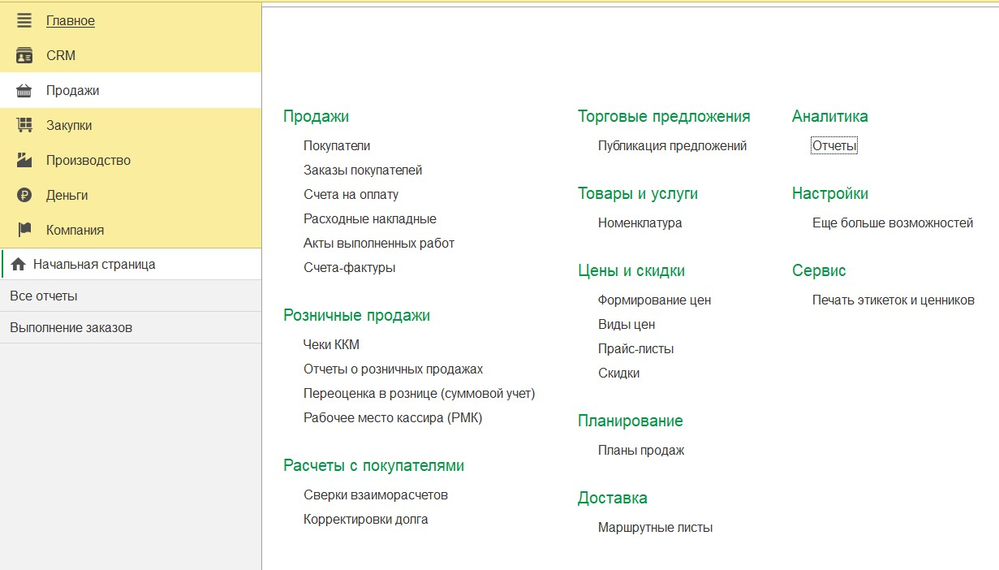 Главное
CRM
Продажи
Закупки
Производство
Деньги
Компания
Начальная страница
Все отчеты
Выполнение заказов
Продажи
Покупатели
Заказы покупателей
Счета на оплату
Расходные накладные
Акты выполненных работ
Счета-фактуры
Розничные продажи
Чеки ККМ
Отчеты о розничных продажах
Переоценка в рознице (суммовой учет)
Рабочее место кассира (РМК)
Расчеты с покупателями
Сверки взаиморасчетов
Корректировки долга
Торговые предложения
Публикация предложений
Товары и услуги
Номенклатура
Цены и скидки
Формирование цен
Виды цен
Прайс-листы
Скидки
Планирование
Планы продаж
Доставка
Маршрутные листы
Аналитика
Отчеты
Настройки
Еще больше возможностей
Сервис
Печать этикеток и ценников